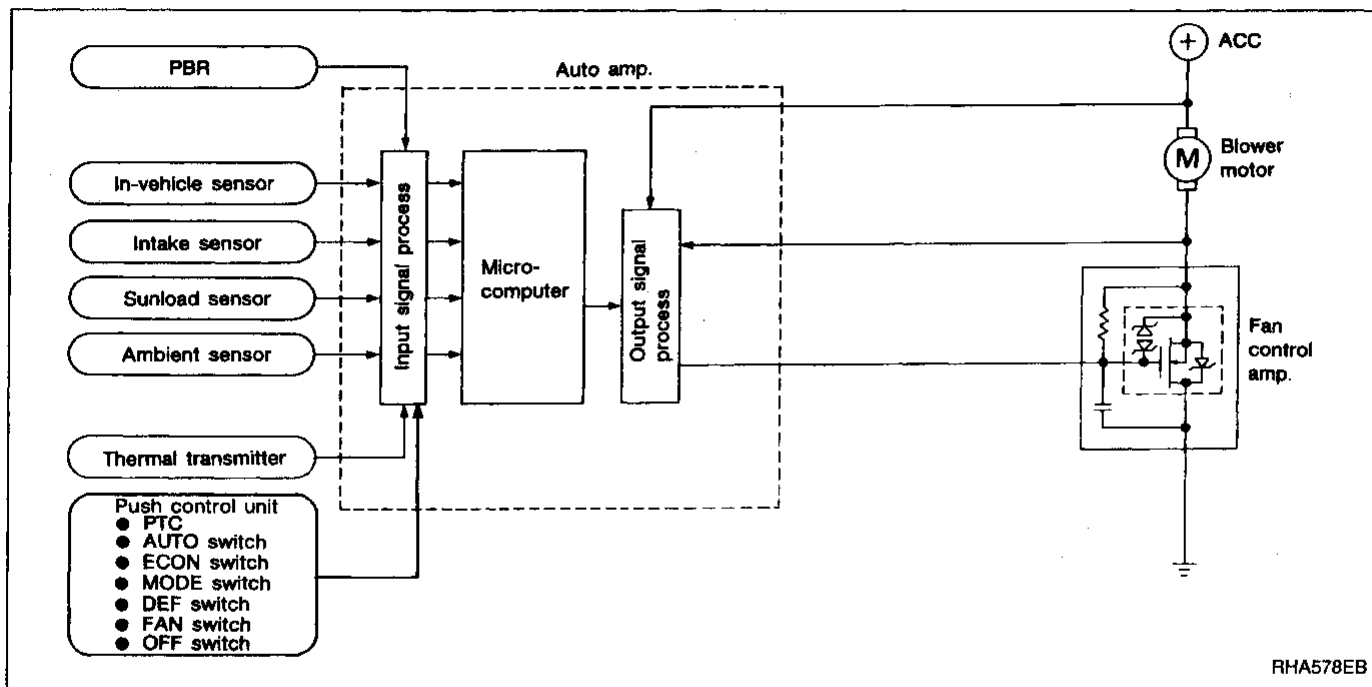 PBR
Auto amp.
ACC
In-vehicle sensor
Intake sensor
Sunload sensor
Ambient sensor
Thermal transmitter
Push control unit
● PTC
● AUTO switch
● ECON switch
● MODE switch
● DEF switch
● FAN switch
● OFF switch
Input signal process
Micro-
computer
Output signal
process
M
Blower
motor
Fan
control
amp.
RHA578EB